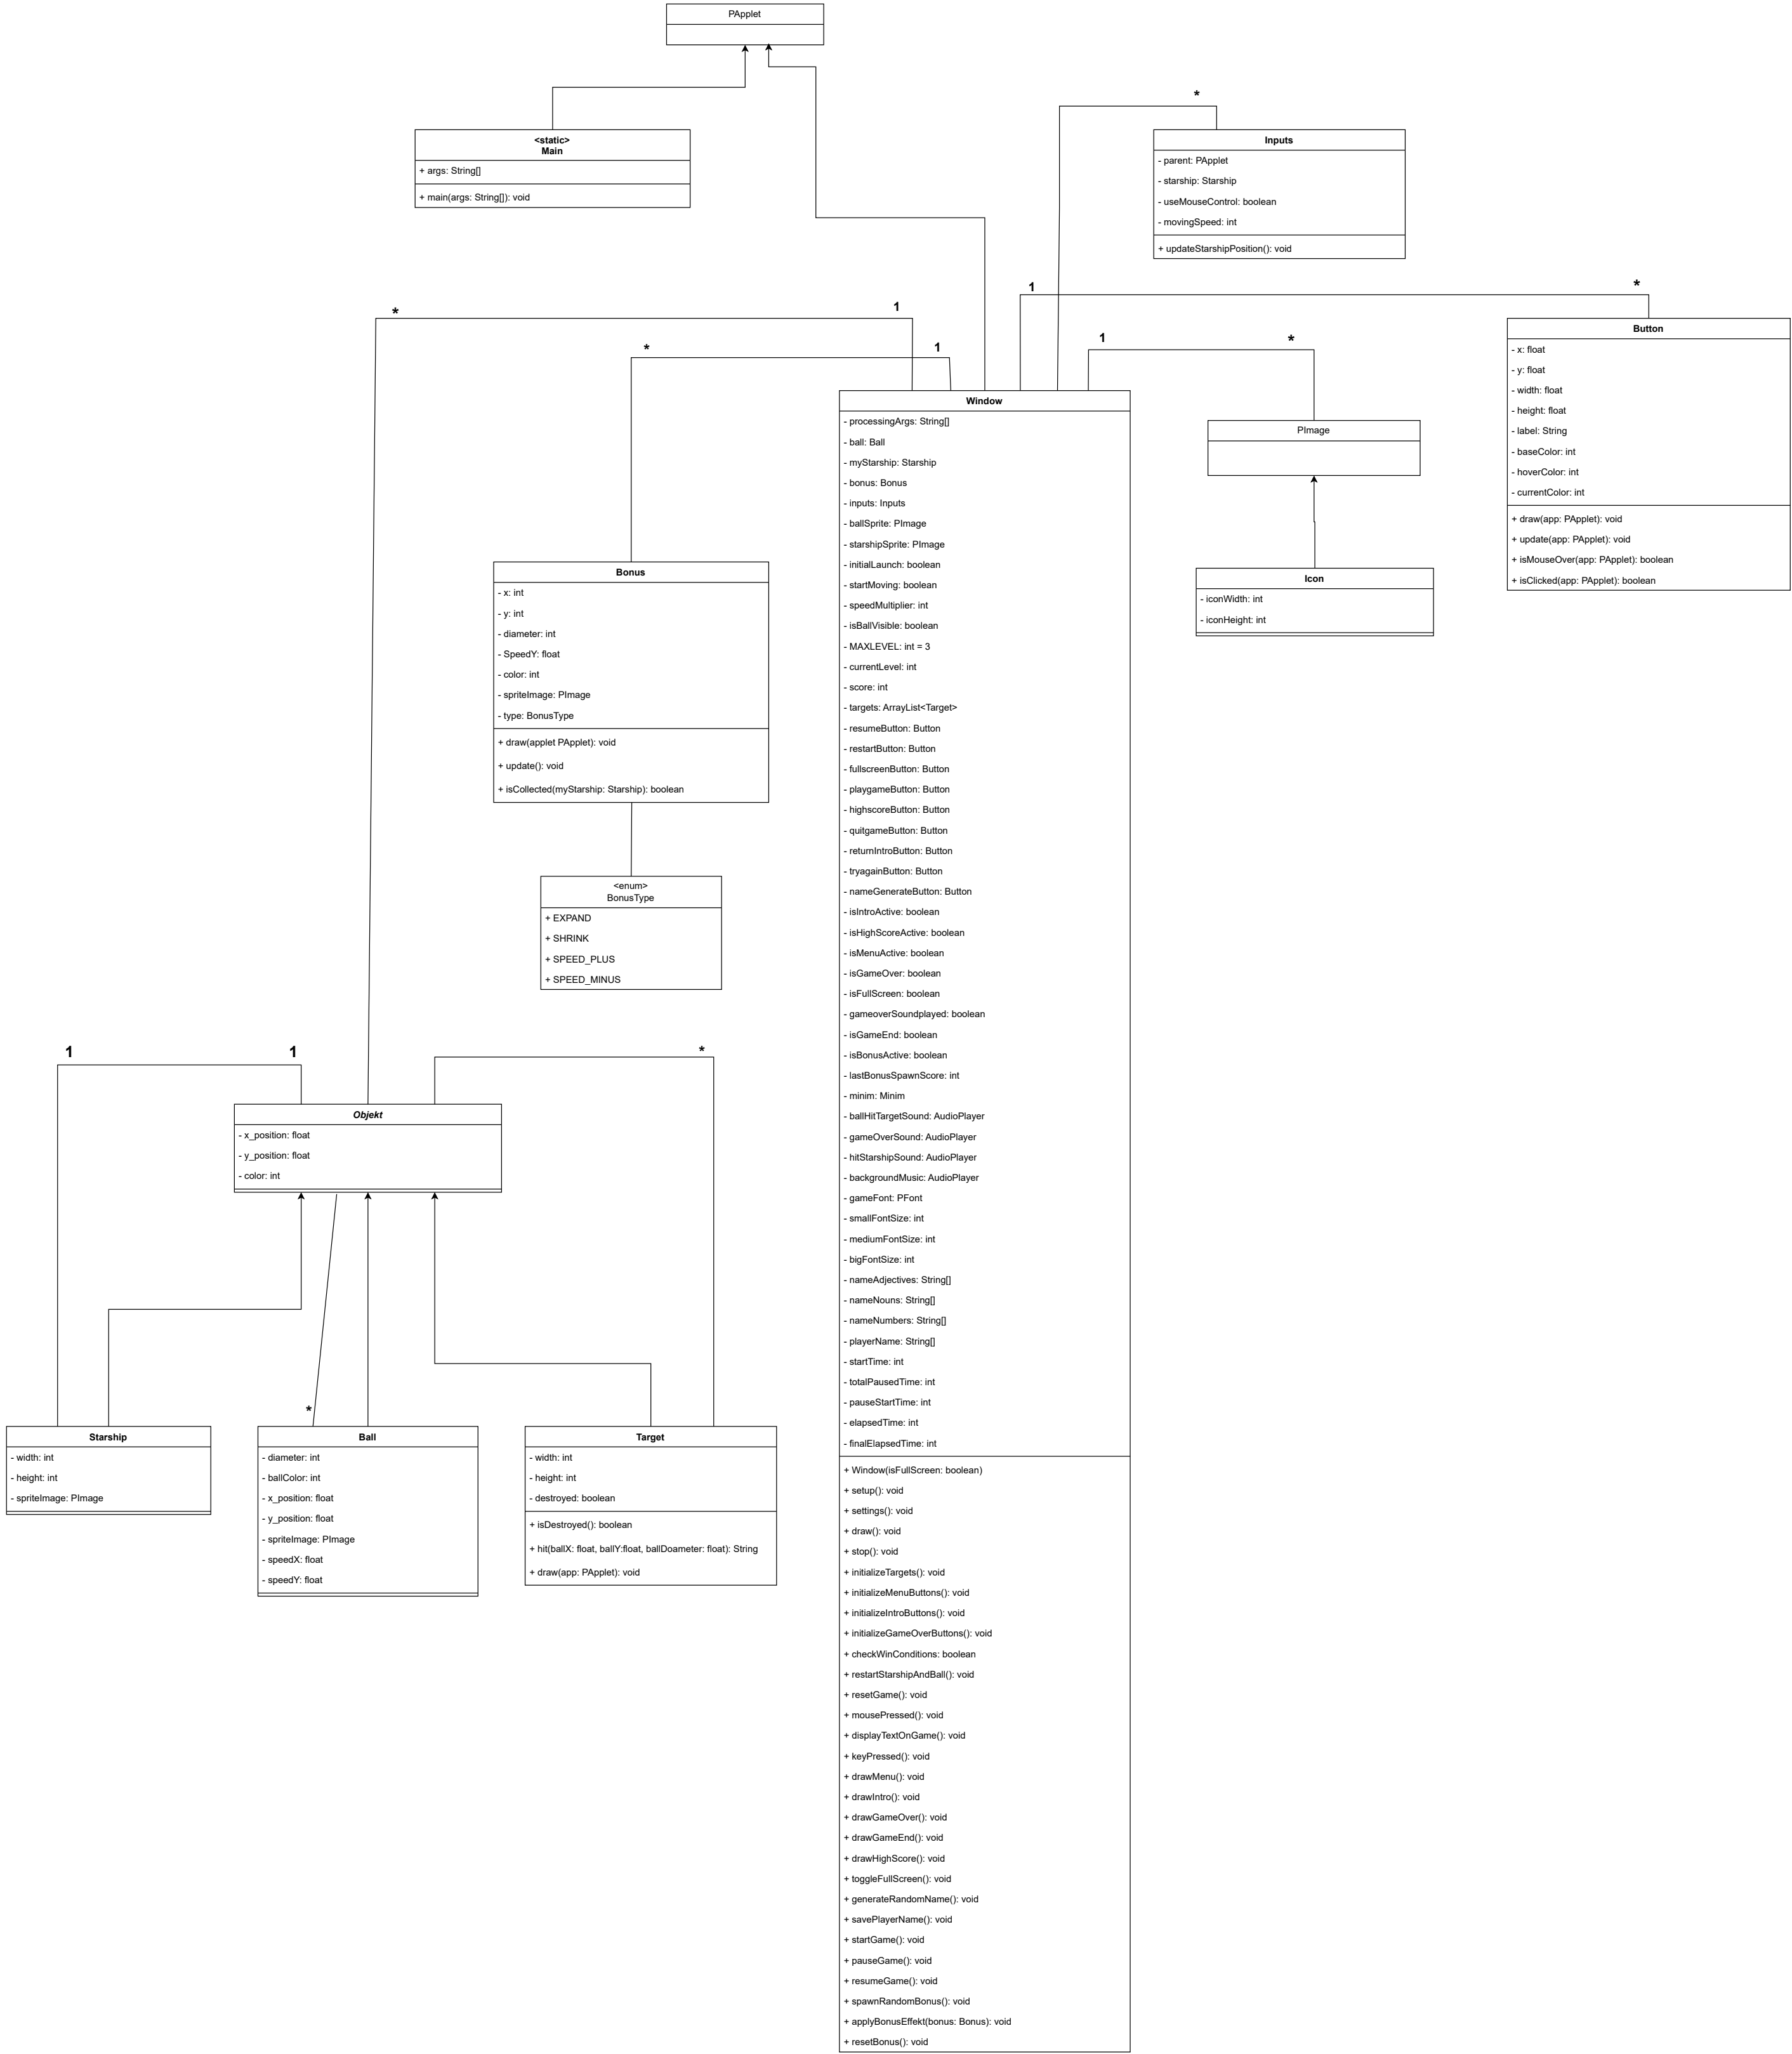 PApplet
<static>
Main
+ args: String[]
+ main(args: String[]): void
*
Inputs
- parent: PApplet
- starship: Starship
- useMouseControl: boolean
- movingSpeed: int
+ updateStarshipPosition(): void
*
1
1
*
Button
- x: float
- y: float
- width: float
- height: float
- label: String
- baseColor: int
- hoverColor: int
- currentColor: int
+ draw(app: PApplet): void
+ update(app: PApplet): void
+ isMouseOver(app: PApplet): boolean
+ isClicked(app: PApplet): boolean
*
1
1
*
PImage
Icon
- iconWidth: int
- iconHeight: int
Bonus
- x: int
- y: int
- diameter: int
- SpeedY: float
- color: int
- spriteImage: PImage
- type: BonusType
+ draw(applet PApplet): void
+ update(): void
+ isCollected(myStarship: Starship): boolean
<enum>
BonusType
+ EXPAND
+ SHRINK
+ SPEED_PLUS
+ SPEED_MINUS
Window
- processingArgs: String[]
- ball: Ball
- myStarship: Starship
- bonus: Bonus
- inputs: Inputs
- ballSprite: PImage
- starshipSprite: PImage
- initialLaunch: boolean
- startMoving: boolean
- speedMultiplier: int
- isBallVisible: boolean
- MAXLEVEL: int = 3
- currentLevel: int
- score: int
- targets: ArrayList<Target>
- resumeButton: Button
- restartButton: Button
- fullscreenButton: Button
- playgameButton: Button
- highscoreButton: Button
- quitgameButton: Button
- returnIntroButton: Button
- tryagainButton: Button
- nameGenerateButton: Button
- isIntroActive: boolean
- isHighScoreActive: boolean
- isMenuActive: boolean
- isGameOver: boolean
- isFullScreen: boolean
- gameoverSoundplayed: boolean
- isGameEnd: boolean
- isBonusActive: boolean
- lastBonusSpawnScore: int
- minim: Minim
- ballHitTargetSound: AudioPlayer
- gameOverSound: AudioPlayer
- hitStarshipSound: AudioPlayer
- backgroundMusic: AudioPlayer
- gameFont: PFont
- smallFontSize: int
- mediumFontSize: int
- bigFontSize: int
- nameAdjectives: String[]
- nameNouns: String[]
- nameNumbers: String[]
- playerName: String[]
- startTime: int
- totalPausedTime: int
- pauseStartTime: int
- elapsedTime: int
- finalElapsedTime: int
+ Window(isFullScreen: boolean)
+ setup(): void
+ settings(): void
+ draw(): void
+ stop(): void
+ initializeTargets(): void
+ initializeMenuButtons(): void
+ initializeIntroButtons(): void
+ initializeGameOverButtons(): void
+ checkWinConditions: boolean
+ restartStarshipAndBall(): void
+ resetGame(): void
+ mousePressed(): void
+ displayTextOnGame(): void
+ keyPressed(): void
+ drawMenu(): void
+ drawIntro(): void
+ drawGameOver(): void
+ drawGameEnd(): void
+ drawHighScore(): void
+ toggleFullScreen(): void
+ generateRandomName(): void
+ savePlayerName(): void
+ startGame(): void
+ pauseGame(): void
+ resumeGame(): void
+ spawnRandomBonus(): void
+ applyBonusEffekt(bonus: Bonus): void
+ resetBonus(): void
1
1
*
Objekt
- x_position: float
- y_position: float
- color: int
*
Starship
- width: int
- height: int
- spriteImage: PImage
Ball
- diameter: int
- ballColor: int
- x_position: float
- y_position: float
- spriteImage: PImage
- speedX: float
- speedY: float
Target
- width: int
- height: int
- destroyed: boolean
+ isDestroyed(): boolean
+ hit(ballX: float, ballY:float, ballDoameter: float): String
+ draw(app: PApplet): void